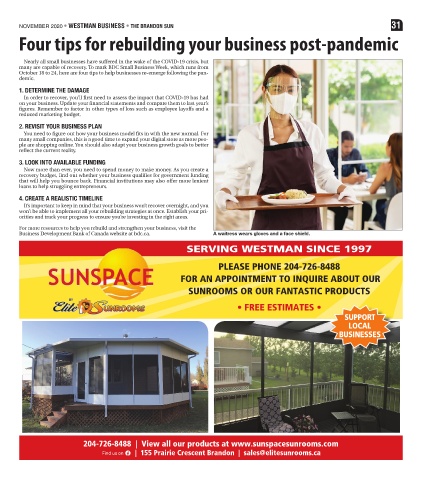 NOVEMBER 2020 • WESTMAN BUSINESS • THE BRANDON SUN
31
Four tips for rebuilding your business post-pandemic
Nearly all small businesses have suffered in the wake of the COVID-19 crisis, but
many are capable of recovery. To mark BDC Small Business Week, which runs from
October 18 to 24, here are four tips to help businesses re-emerge following the pan-
demic.
1. DETERMINE THE DAMAGE
In order to recover, you'll first need to assess the impact that COVID-19 has had
on your business. Update your financial statements and compare them to last year's
figures. Remember to factor in other types of loss such as employee layoffs and a
reduced marketing budget.
2. REVISIT YOUR BUSINESS PLAN
You need to figure out how your business model fits in with the new normal. For
many small companies, this is a good time to expand your digital store as more peo-
ple are shopping online. You should also adapt your business growth goals to better
reflect the current reality.
3. LOOK INTO AVAILABLE FUNDING
Now more than ever, you need to spend money to make money. As you create a
recovery budget, find out whether your business qualifies for government funding
that will help you bounce back. Financial institutions may also offer more lenient
loans to help struggling entrepreneurs.
4. CREATE A REALISTIC TIMELINE
It's important to keep in mind that your business won't recover overnight, and you
won't be able to implement all your rebuilding strategies at once. Establish your pri-
orities and track your progress to ensure you're investing in the right areas.
For more resources to help you rebuild and strengthen your business, visit the
Business Development Bank of Canada website at bdc.ca.
A waitress wears gloves and a face shield.
SERVING WESTMAN SINCE 1997
SUNSPACE
BY
Elite SUNROOMS
PLEASE PHONE 204-726-8488
FOR AN APPOINTMENT TO INQUIRE ABOUT OUR
SUNROOMS OR OUR FANTASTIC PRODUCTS
• FREE ESTIMATES •
SUPPORT
LOCAL
BUSINESSES
204-726-8488 | View all our products at www.sunspacesunrooms.com
Find us on f | 155 Prairie Crescent Brandon | sales@elitesunrooms.ca